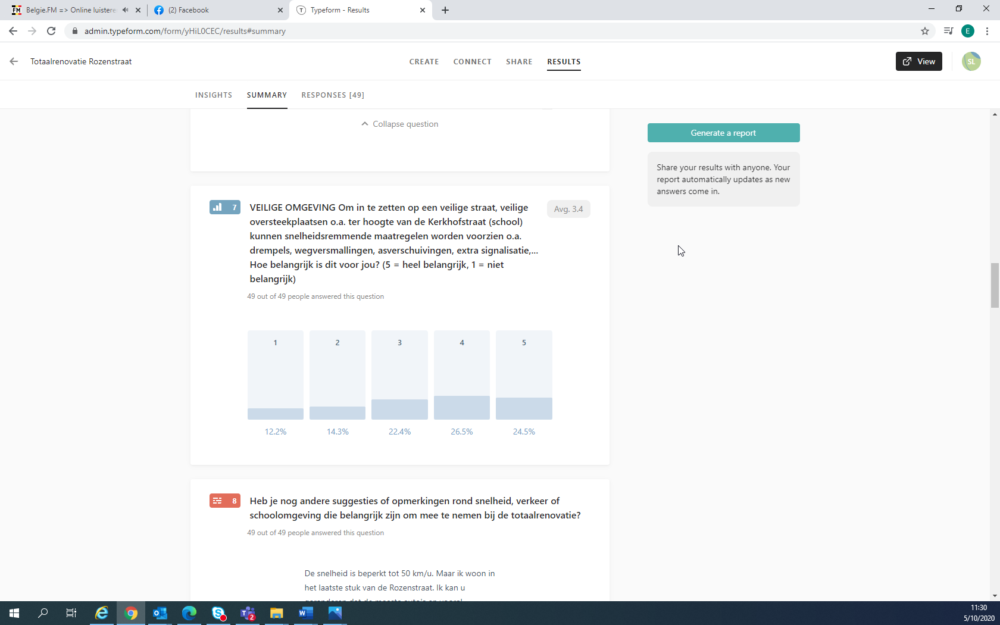 FM Belgie.FM => Online luistere
(2) Facebook
Typeform - Results
admin.typeform.com/form/yHiL0CEC/results#summary
E
Totaalrenovatie Rozenstraat
CREATE CONNECT SHARE RESULTS
View
SL
INSIGHTS SUMMARY RESPONSES [49]
Collapse question
Generate a report
Share your results with anyone. Your
report automatically updates as new
answers come in.
7
VEILIGE OMGEVING Om in te zetten op een veilige straat, veilige
oversteekplaatsen o.a. ter hoogte van de Kerkhofstraat (school)
kunnen snelheidsremmende maatregelen worden voorzien o.a.
drempels, wegversmallingen, asverschuivingen, extra signalisatie,...
Hoe belangrijk is dit voor jou? (5 = heel belangrijk, 1 = niet
belangrijk)
Avg. 3.4
49 out of 49 people answered this question
1 2 3 4 5
12.2% 14.3% 22.4% 26.5% 24.5%
8
Heb je nog andere suggesties of opmerkingen rond snelheid, verkeer of
schoolomgeving die belangrijk zijn om mee te nemen bij de totaalrenovatie?
49 out of 49 people answered this question
De snelheid is beperkt tot 50 km/u. Maar ik woon in
het laatste stuk van de Rozenstraat. Ik kan u
2
11:30
5/10/2020